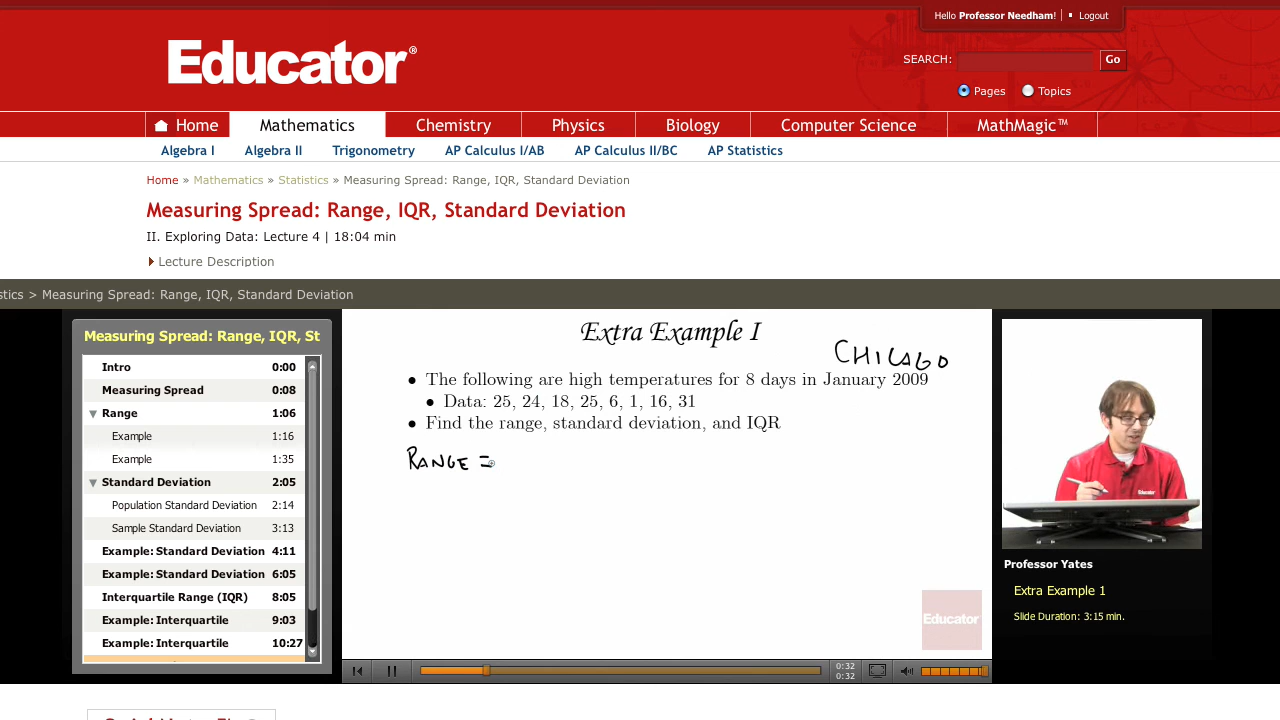 Hello Professor Needham! Logout
Educator®
SEARCH: Go
Pages Topics
Home Mathematics Chemistry Physics Biology Computer Science MathMagic™
Algebra I Algebra II Trigonometry AP Calculus I/AB AP Calculus II/BC AP Statistics
Home » Mathematics » Statistics » Measuring Spread: Range, IQR, Standard Deviation
Measuring Spread: Range, IQR, Standard Deviation
II. Exploring Data: Lecture 4 | 18:04 min
Lecture Description
stics > Measuring Spread: Range, IQR, Standard Deviation
Measuring Spread: Range, IQR, St
Intro 0:00
Measuring Spread 0:08
Range 1:06
Example 1:16
Example 1:35
Standard Deviation 2:05
Population Standard Deviation 2:14
Sample Standard Deviation 3:13
Example: Standard Deviation 4:11
Example: Standard Deviation 6:05
Interquartile Range (IQR) 8:05
Example: Interquartile 9:03
Example: Interquartile 10:27
Extra Example I
CHICAGO
• The following are high temperatures for 8 days in January 2009
• Data: 25, 24, 18, 25, 6, 1, 16, 31
• Find the range, standard deviation, and IQR
RANGE =
Educator
0:32
0:32
Educator
Professor Yates
Extra Example 1
Slide Duration: 3:15 min.